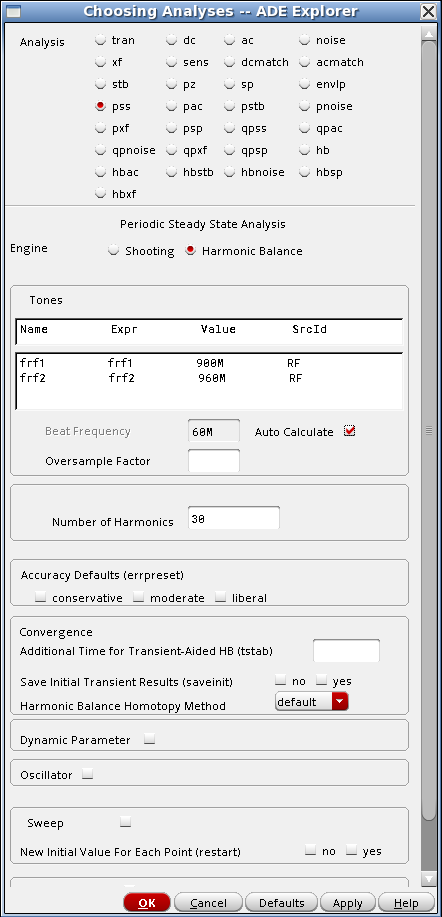 Choosing Analyses -- ADE Explorer
Analysis tran dc ac noise
xf sens dcmatch acmatch
stb pz sp envlp
pss pac pstb pnoise
pxf psp qpss qpac
qpnoise qpxf qpsp hb
hbac hbstb hbnoise hbsp
hbxf
Periodic Steady State Analysis
Engine Shooting Harmonic Balance
Tones
Name Expr Value SrcId
frf1 frf1 900M RF
frf2 frf2 960M RF
Beat Frequency 60M Auto Calculate
Oversample Factor
Number of Harmonics 30
Accuracy Defaults (errpreset)
conservative moderate liberal
Convergence
Additional Time for Transient-Aided HB (tstab)
Save Initial Transient Results (saveinit) no yes
Harmonic Balance Homotopy Method default
Dynamic Parameter
Oscillator
Sweep
New Initial Value For Each Point (restart) no yes
OK Cancel Defaults Apply Help